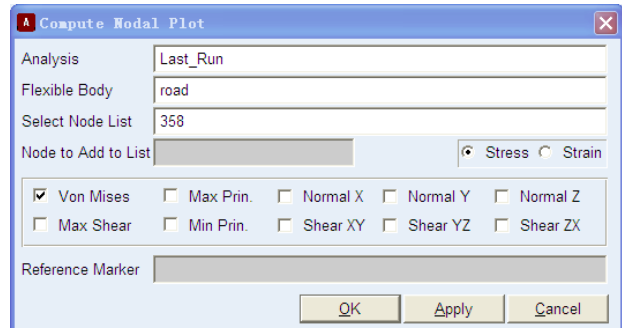 A Compute Nodal Plot
Analysis Last_Run
Flexible Body road
Select Node List 358
Node to Add to List Stress Strain
Von Mises Max Prin. Normal X Normal Y Normal Z
Max Shear Min Prin. Shear XY Shear YZ Shear ZX
Reference Marker
OK Apply Cancel